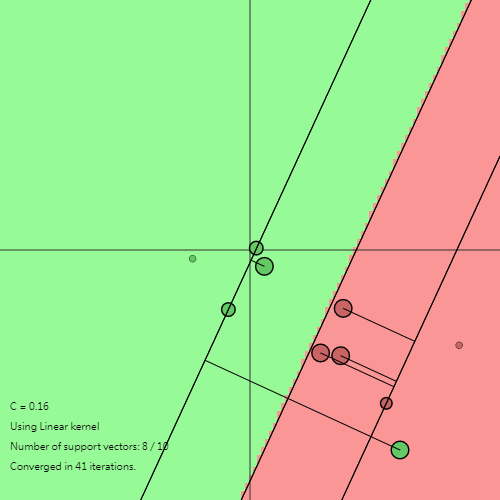 C = 0.16
Using Linear kernel
Number of support vectors: 8 / 10
Converged in 41 iterations.